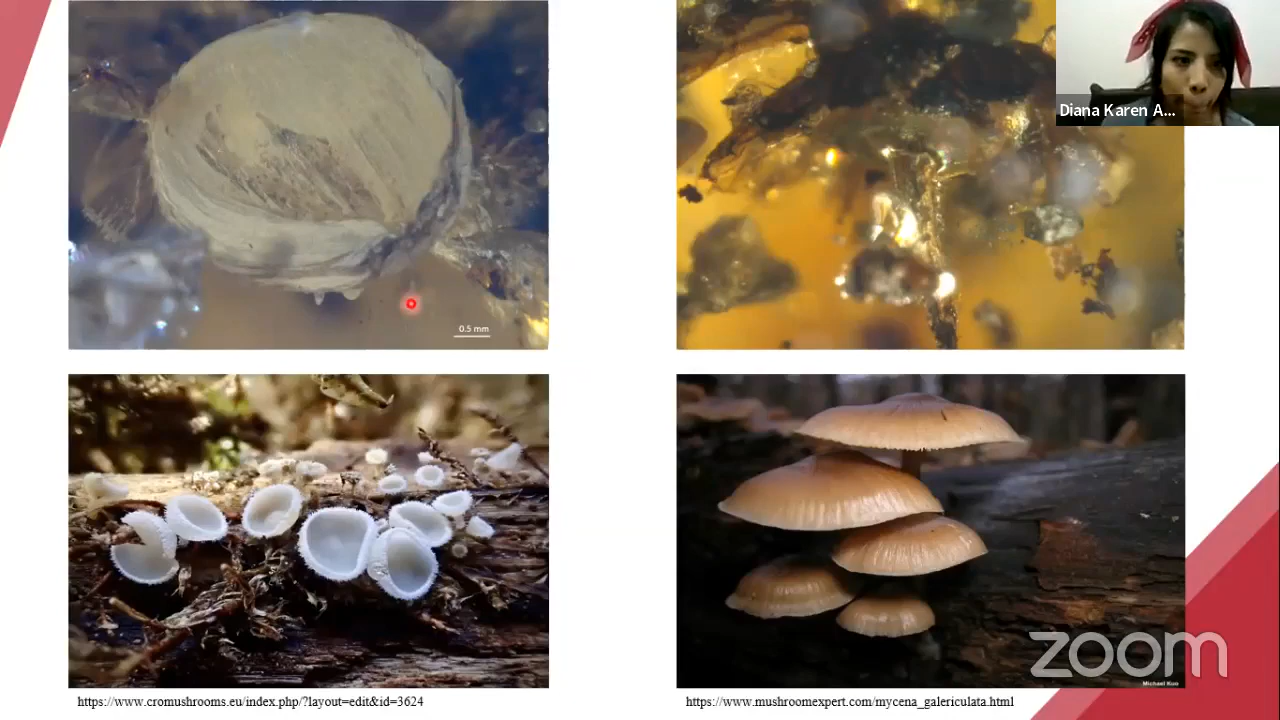 Diana Karen A...
0.5 mm
zoom
Michael Kuo
https://www.cromushrooms.eu/index.php/?layout=edit&id=3624
https://www.mushroomexpert.com/mycena_galericulata.html